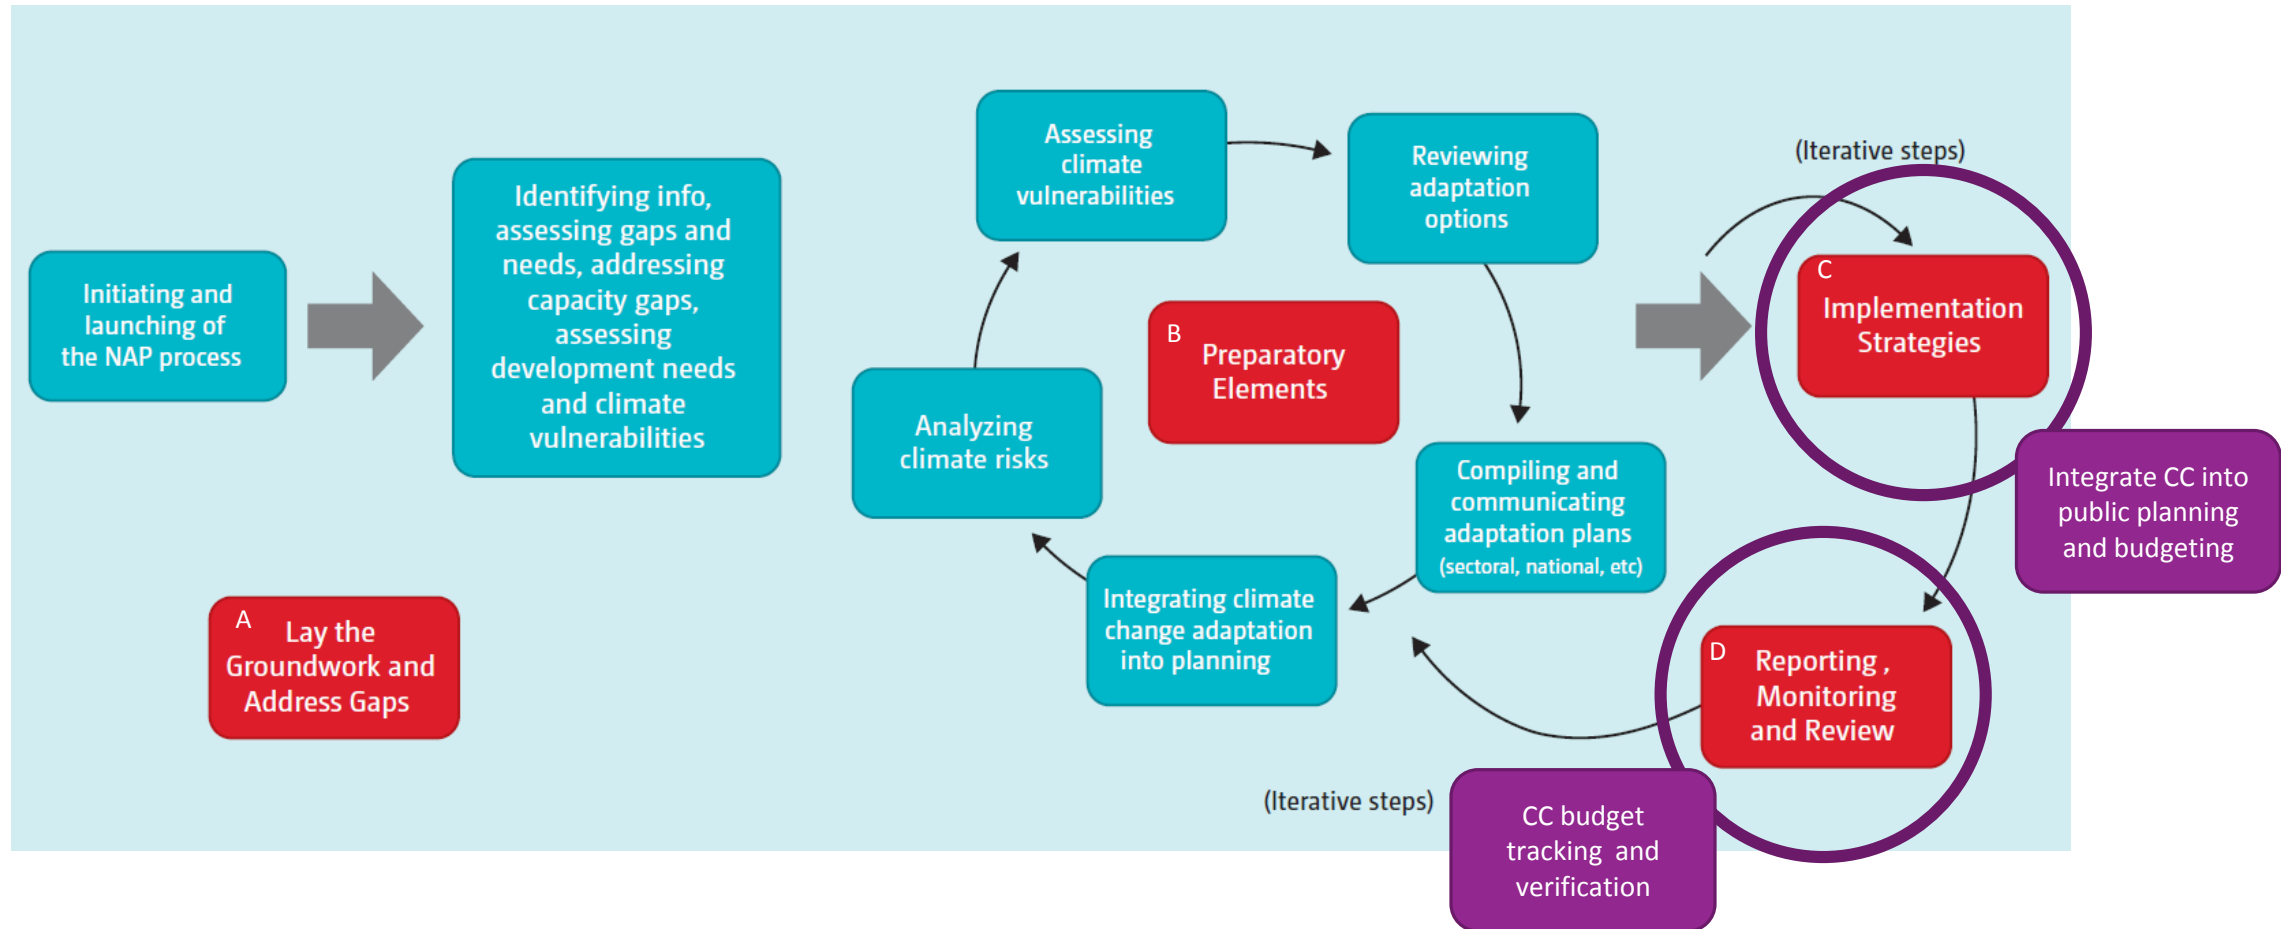 Initiating and
launching of
the NAP process
Identifying info,
assessing gaps and
needs, addressing
capacity gaps,
assessing
development needs
and climate
vulnerabilities
A
Lay the
Groundwork and
Address Gaps
Assessing
climate
vulnerabilities
Reviewing
adaptation
options
B
Preparatory
Elements
Analyzing
climate risks
Compiling and
communicating
adaptation plans
(sectoral, national, etc)
Integrating climate
change adaptation
into planning
(Iterative steps)
C
Implementation
Strategies
Integrate CC into
public planning
and budgeting
D
Reporting ,
Monitoring
and Review
(Iterative steps)
CC budget
tracking and
verification